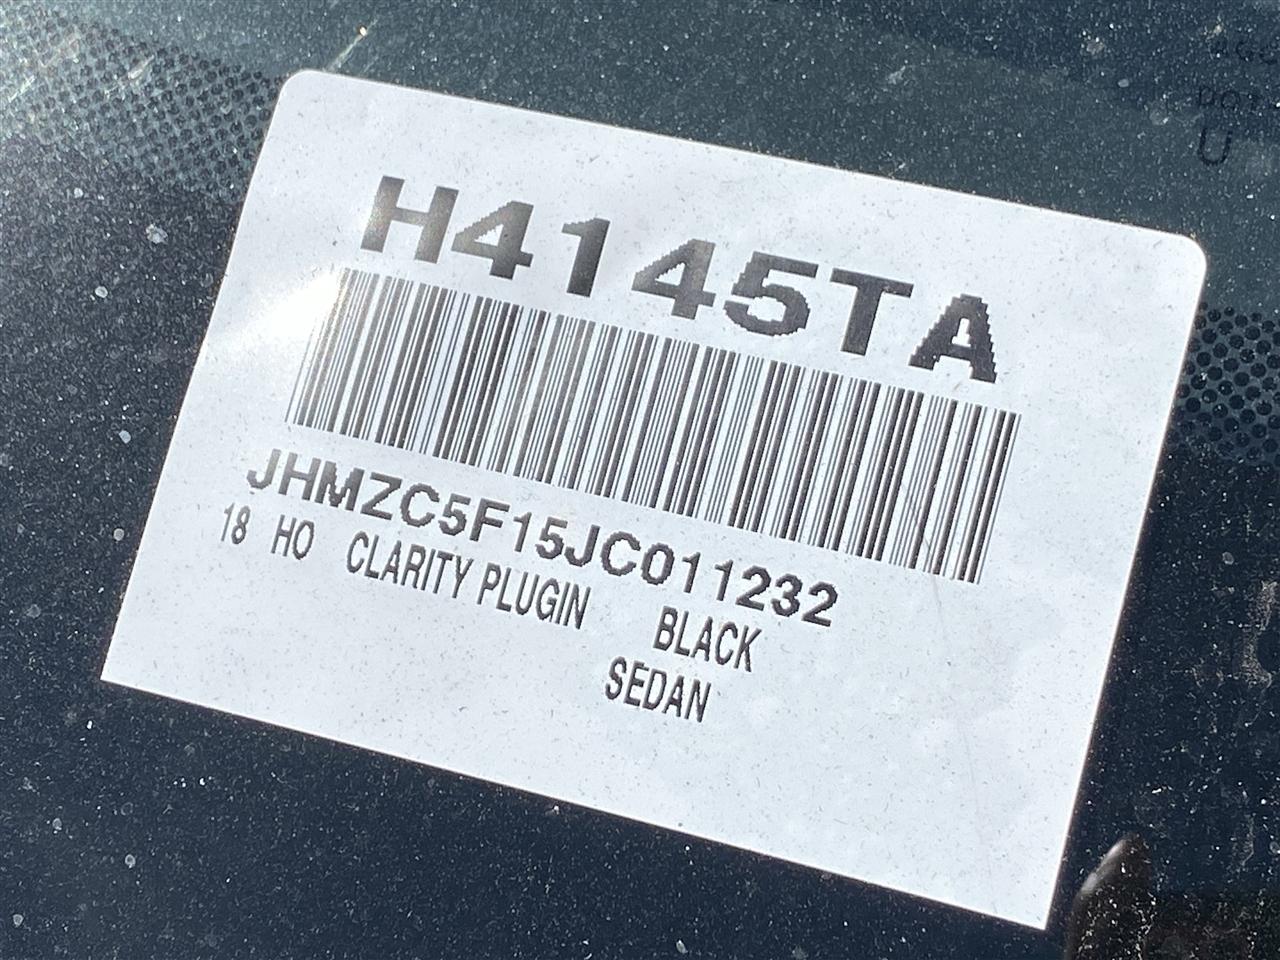 H4145TA
JHMZC5F15JC011232
18 HO CLARITY PLUGIN BLACK
SEDAN
U